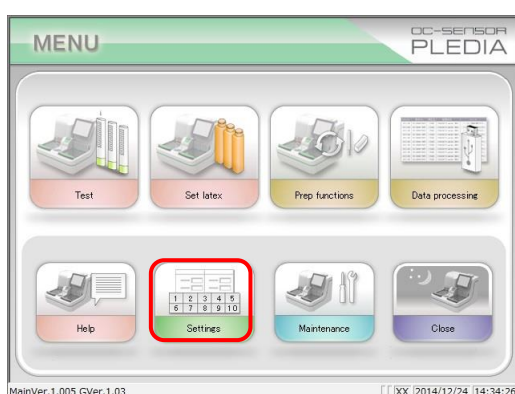 MENU
OC-SENSOR
PLEDIA
Test
Set latex
Prep functions
Data processing
1 2 3 4 5
6 7 8 9 10
Help
Settings
Maintenance
Close
MainVer.1.005 GVer.1.03
XX 2014/12/24 14:34:26